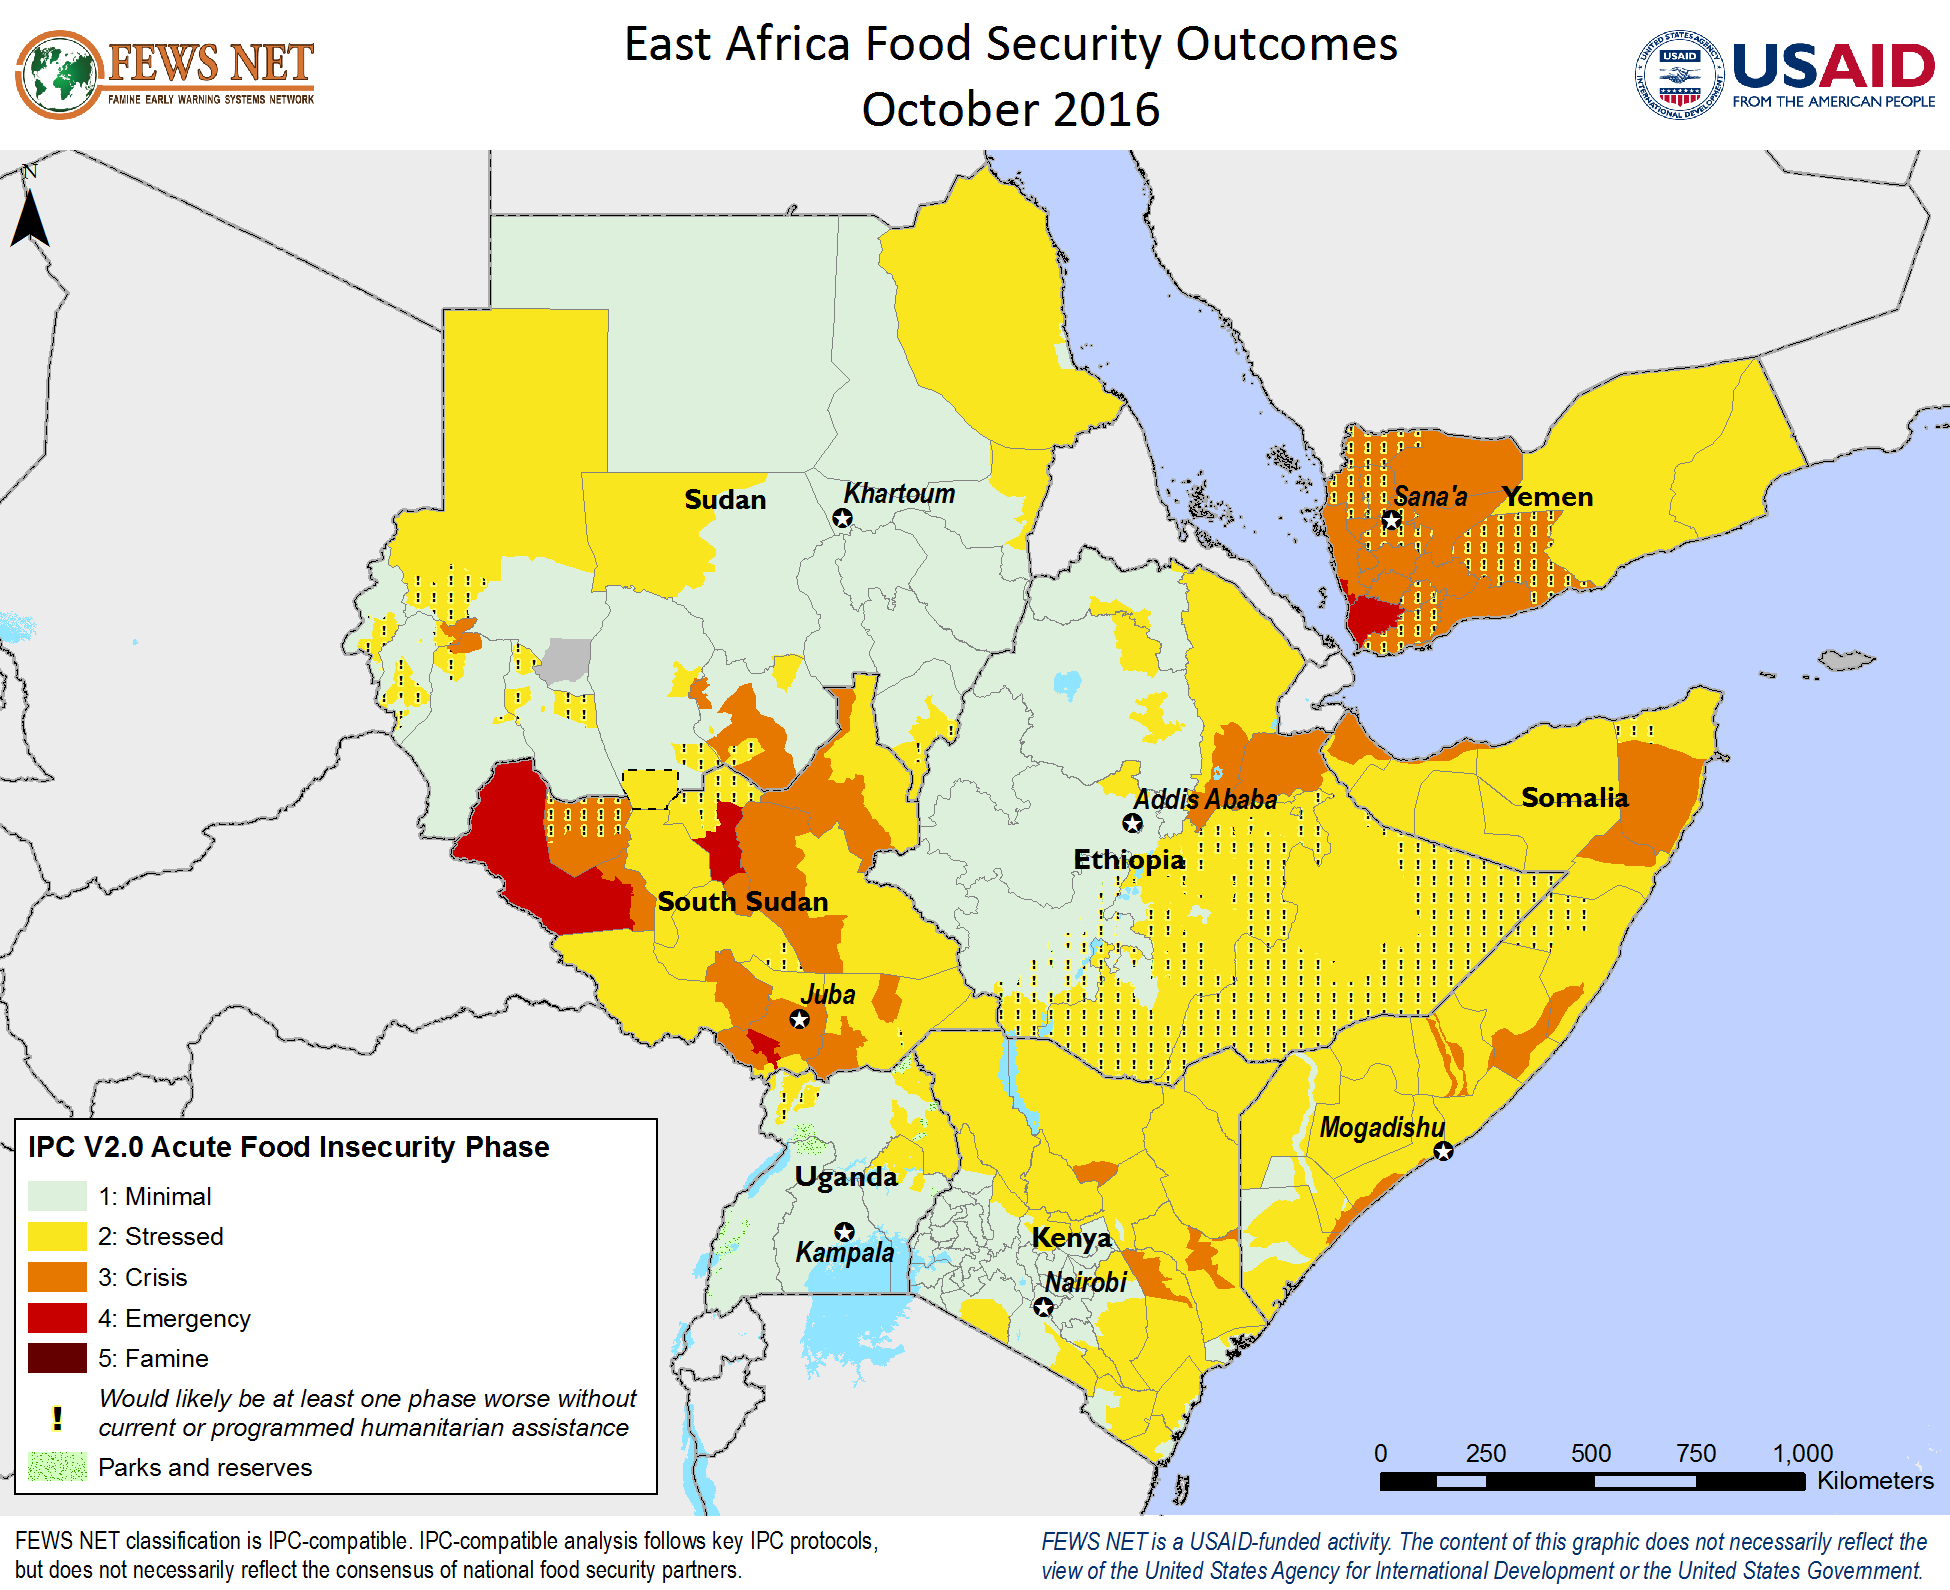 FEWS NET
FAMINE EARLY WARNING SYSTEMS NETWORK
East Africa Food Security Outcomes
October 2016
UNITED STATES AGENCY
USAID
INTERNATIONAL DEVELOPMENT
USAID
FROM THE AMERICAN PEOPLE
N
Sudan
Khartoum
Sana'a
Yemen
Addis Ababa
Somalia
Ethiopia
South Sudan
Juba
Mogadishu
Uganda
Kampala
Kenya
Nairobi
IPC V2.0 Acute Food Insecurity Phase
1: Minimal
2: Stressed
3: Crisis
4: Emergency
5: Famine
! Would likely be at least one phase worse without
current or programmed humanitarian assistance
Parks and reserves
0 250 500 750 1,000
Kilometers
FEWS NET classification is IPC-compatible. IPC-compatible analysis follows key IPC protocols,
but does not necessarily reflect the consensus of national food security partners.
FEWS NET is a USAID-funded activity. The content of this graphic does not necessarily reflect the
view of the United States Agency for International Development or the United States Government.